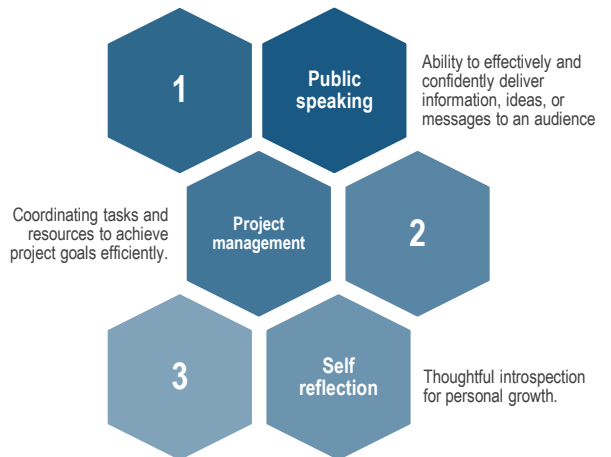 1
Public
speaking
Ability to effectively and
confidently deliver
information, ideas, or
messages to an audience
Coordinating tasks and
resources to achieve
project goals efficiently.
Project
management
2
3
Self
reflection
Thoughtful introspection
for personal growth.